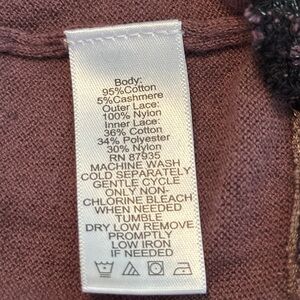 Body:
95%Cotton
5%Cashmere
Outer Lace:
100% Nylon
Inner Lace:
36% Cotton
34% Polyester
30% Nylon
RN 87935
MACHINE WASH
COLD SEPARATELY
GENTLE CYCLE
ONLY NON-
CHLORINE BLEACH
WHEN NEEDED
TUMBLE
DRY LOW REMOVE
PROMPTLY
LOW IRON
IF NEEDED